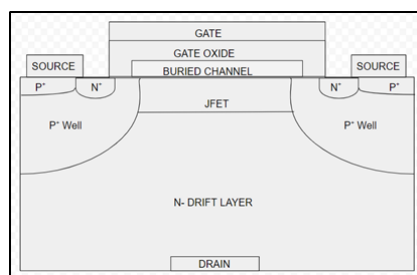 GATE
GATE OXIDE
SOURCE
SOURCE
BURIED CHANNEL
P⁺
N⁺
N⁺
P⁺
JFET
P⁺ Well
P⁺ Well
N- DRIFT LAYER
DRAIN